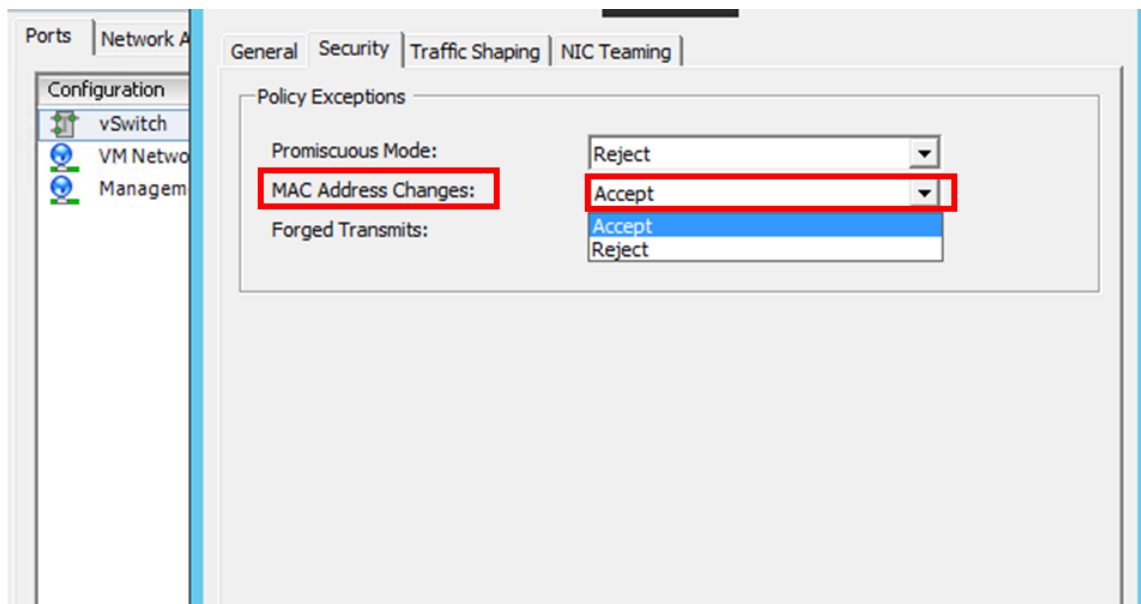 Ports Network A
General Security Traffic Shaping NIC Teaming
Configuration
vSwitch
VM Netwo
Managem
Policy Exceptions
Promiscuous Mode: Reject
MAC Address Changes: Accept
Forged Transmits:
Accept
Reject